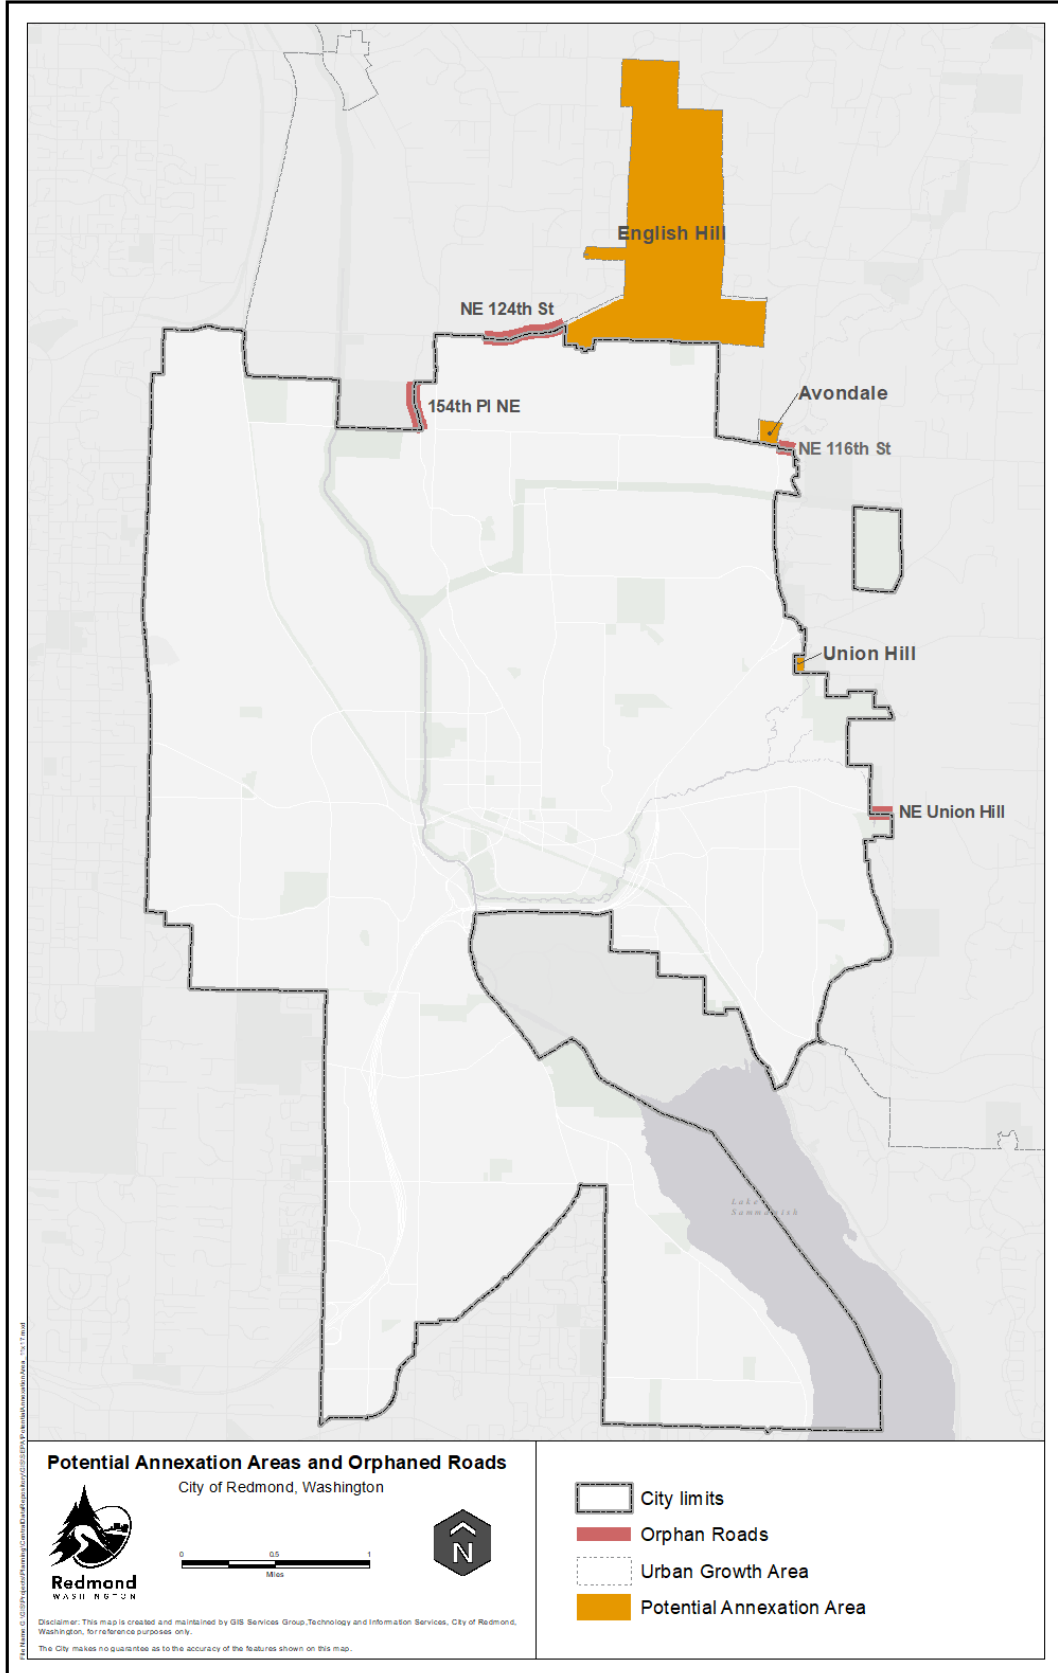 English Hill
NE 124th St
154th Pl NE
Avondale
NE 116th St
Union Hill
NE Union Hill
Lake
Sammamish
Potential Annexation Areas and Orphaned Roads
City of Redmond, Washington
Redmond
WASHINGTON
0 0.5 1
Miles
N
Disclaimer: This map is created and maintained by GIS Services Group,Technology and Information Services, City of Redmond,
Washington, for reference purposes only.
The City makes no guarantee as to the accuracy of the features shown on this map.
City limits
Orphan Roads
Urban Growth Area
Potential Annexation Area